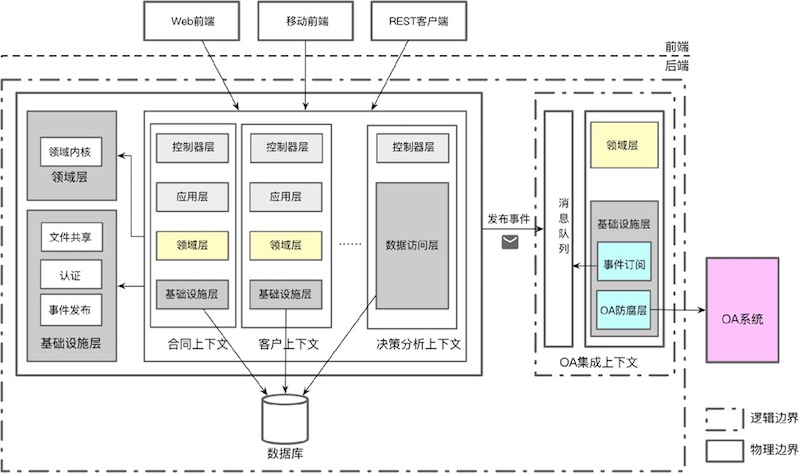 Web前端
移动前端
REST客户端
前端
后端
领域内核
领域层
文件共享
认证
事件发布
基础设施层
控制器层
应用层
领域层
基础设施层
合同上下文
控制器层
应用层
领域层
基础设施层
客户上下文
......
控制器层
数据访问层
决策分析上下文
数据库
发布事件
消息队列
领域层
基础设施层
事件订阅
OA防腐层
OA集成上下文
OA系统
逻辑边界
物理边界